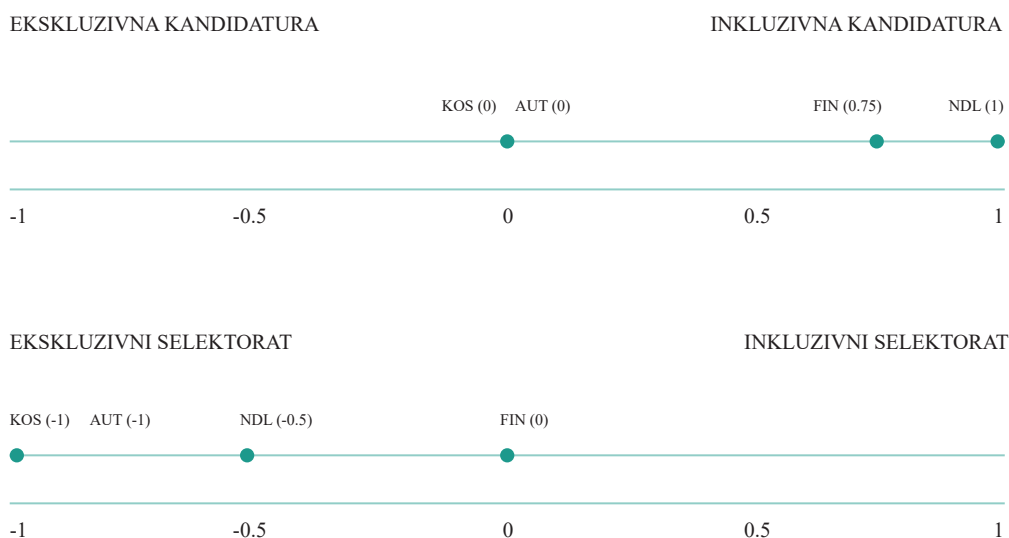 EKSKLUZIVNA KANDIDATURA INKLUZIVNA KANDIDATURA
KOS (0) AUT (0) FIN (0.75) NDL (1)
-1 -0.5 0 0.5 1
EKSKLUZIVNI SELEKTORAT INKLUZIVNI SELEKTORAT
KOS (-1) AUT (-1) NDL (-0.5) FIN (0)
-1 -0.5 0 0.5 1